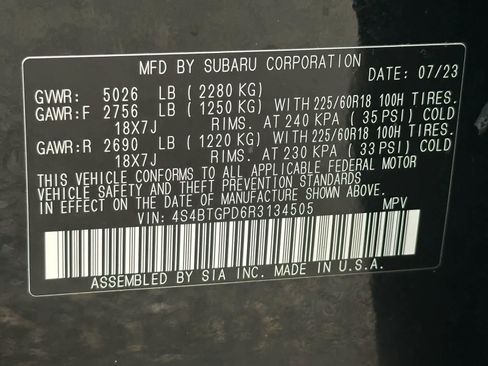 MFD BY SUBARU CORPORATION DATE: 07/23
GVWR: 5026 LB ( 2280 KG)
GAWR:F 2756 LB ( 1250 KG) WITH 225/60R18 100H TIRES.
18X7J RIMS. AT 240 KPA ( 35 PSI) COLD
GAWR:R 2690 LB ( 1220 KG) WITH 225/60R18 100H TIRES.
18X7J RIMS. AT 230 KPA ( 33 PSI) COLD
THIS VEHICLE CONFORMS TO ALL APPLICABLE FEDERAL MOTOR
VEHICLE SAFETY AND THEFT PREVENTION STANDARDS IN
EFFECT ON THE DATE OF MANUFACTURE SHOWN ABOVE.
VIN: 4S4BTGPD6R3134505 MPV
ASSEMBLED BY SIA INC. MADE IN U.S.A.